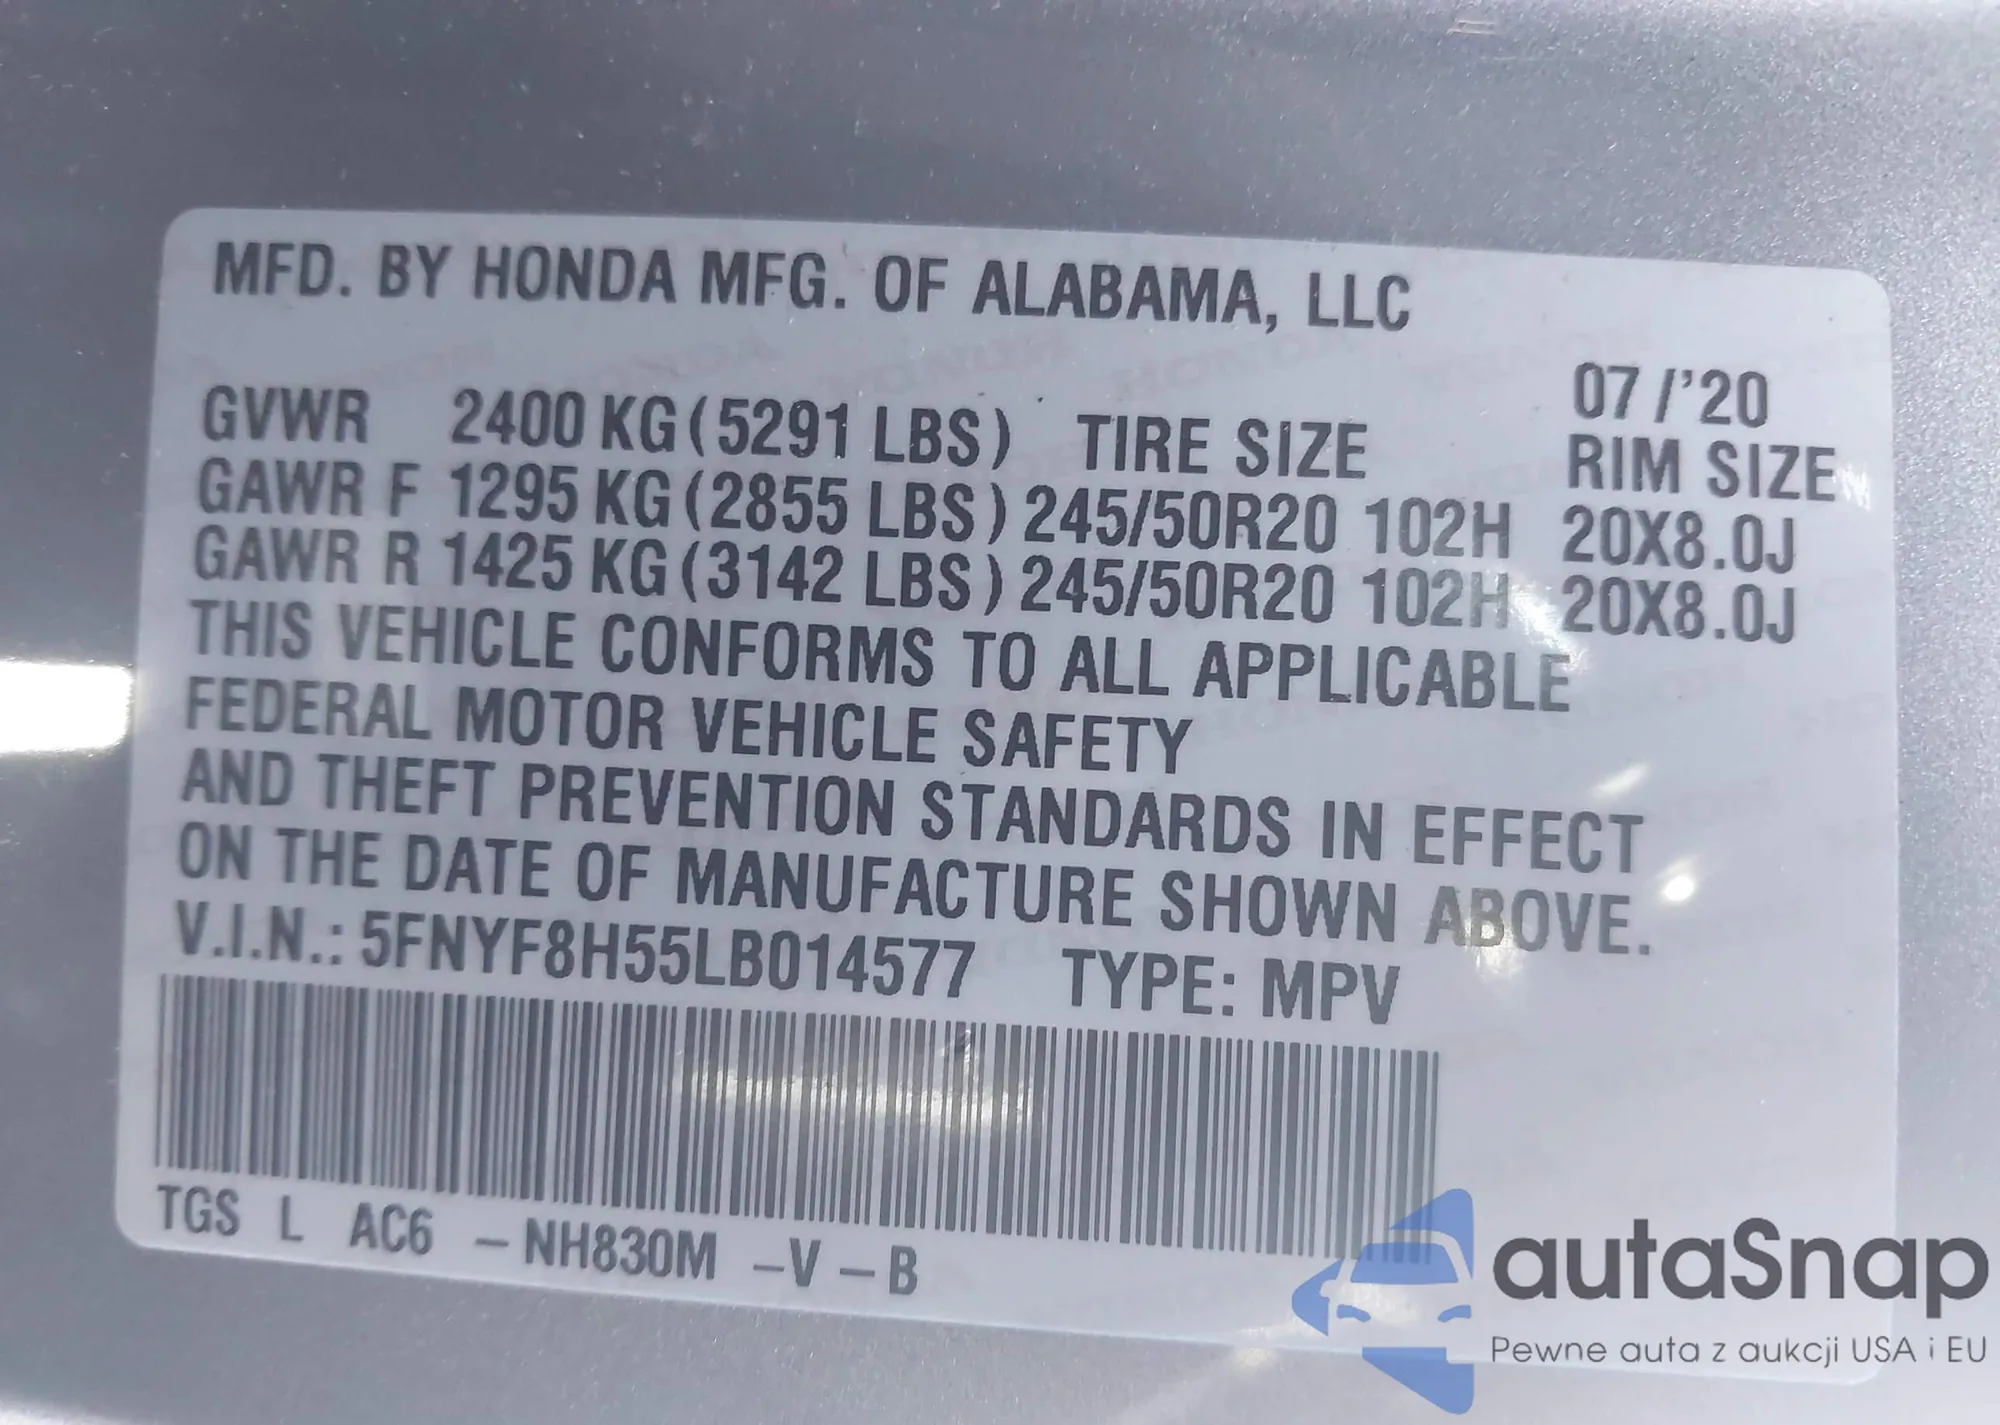 MFD. BY HONDA MFG. OF ALABAMA, LLC
07/'20
GVWR 2400 KG (5291 LBS) TIRE SIZE RIM SIZE
GAWR F 1295 KG (2855 LBS) 245/50R20 102H 20X8.0J
GAWR R 1425 KG (3142 LBS) 245/50R20 102H 20X8.0J
THIS VEHICLE CONFORMS TO ALL APPLICABLE
FEDERAL MOTOR VEHICLE SAFETY
AND THEFT PREVENTION STANDARDS IN EFFECT
ON THE DATE OF MANUFACTURE SHOWN ABOVE.
V.I.N.: 5FNYF8H55LB014577 TYPE: MPV
TGS L AC6 – NH830M – V – B
autaSnap
Pewne auta z aukcji USA i EU